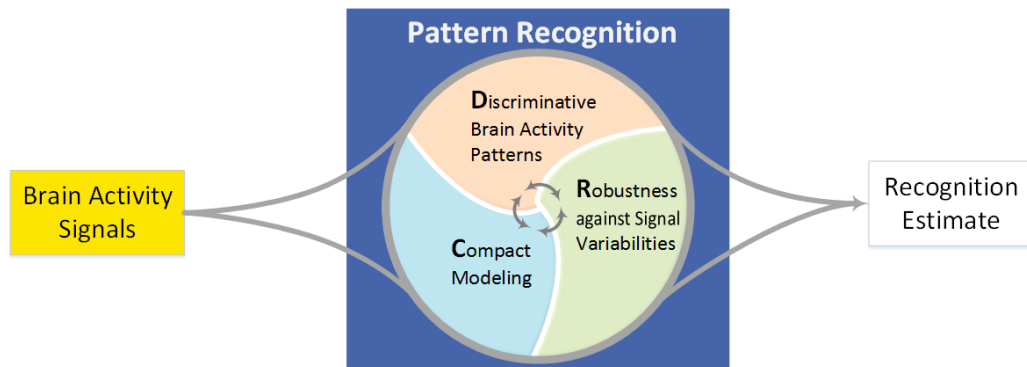 Pattern Recognition
Brain Activity
Signals
Discriminative
Brain Activity
Patterns
Robustness
against Signal
Variabilities
Compact
Modeling
Recognition
Estimate